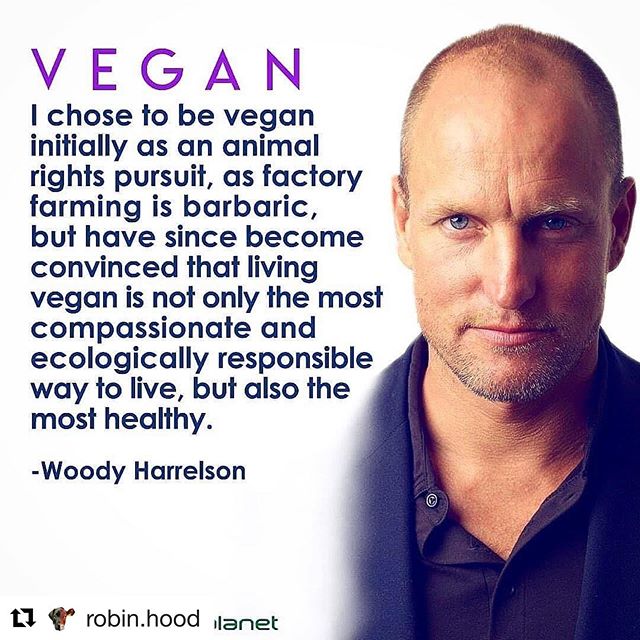 VEGAN
I chose to be vegan
initially as an animal
rights pursuit, as factory
farming is barbaric,
but have since become
convinced that living
vegan is not only the most
compassionate and
ecologically responsible
way to live, but also the
most healthy.
-Woody Harrelson
robin.hood lanet